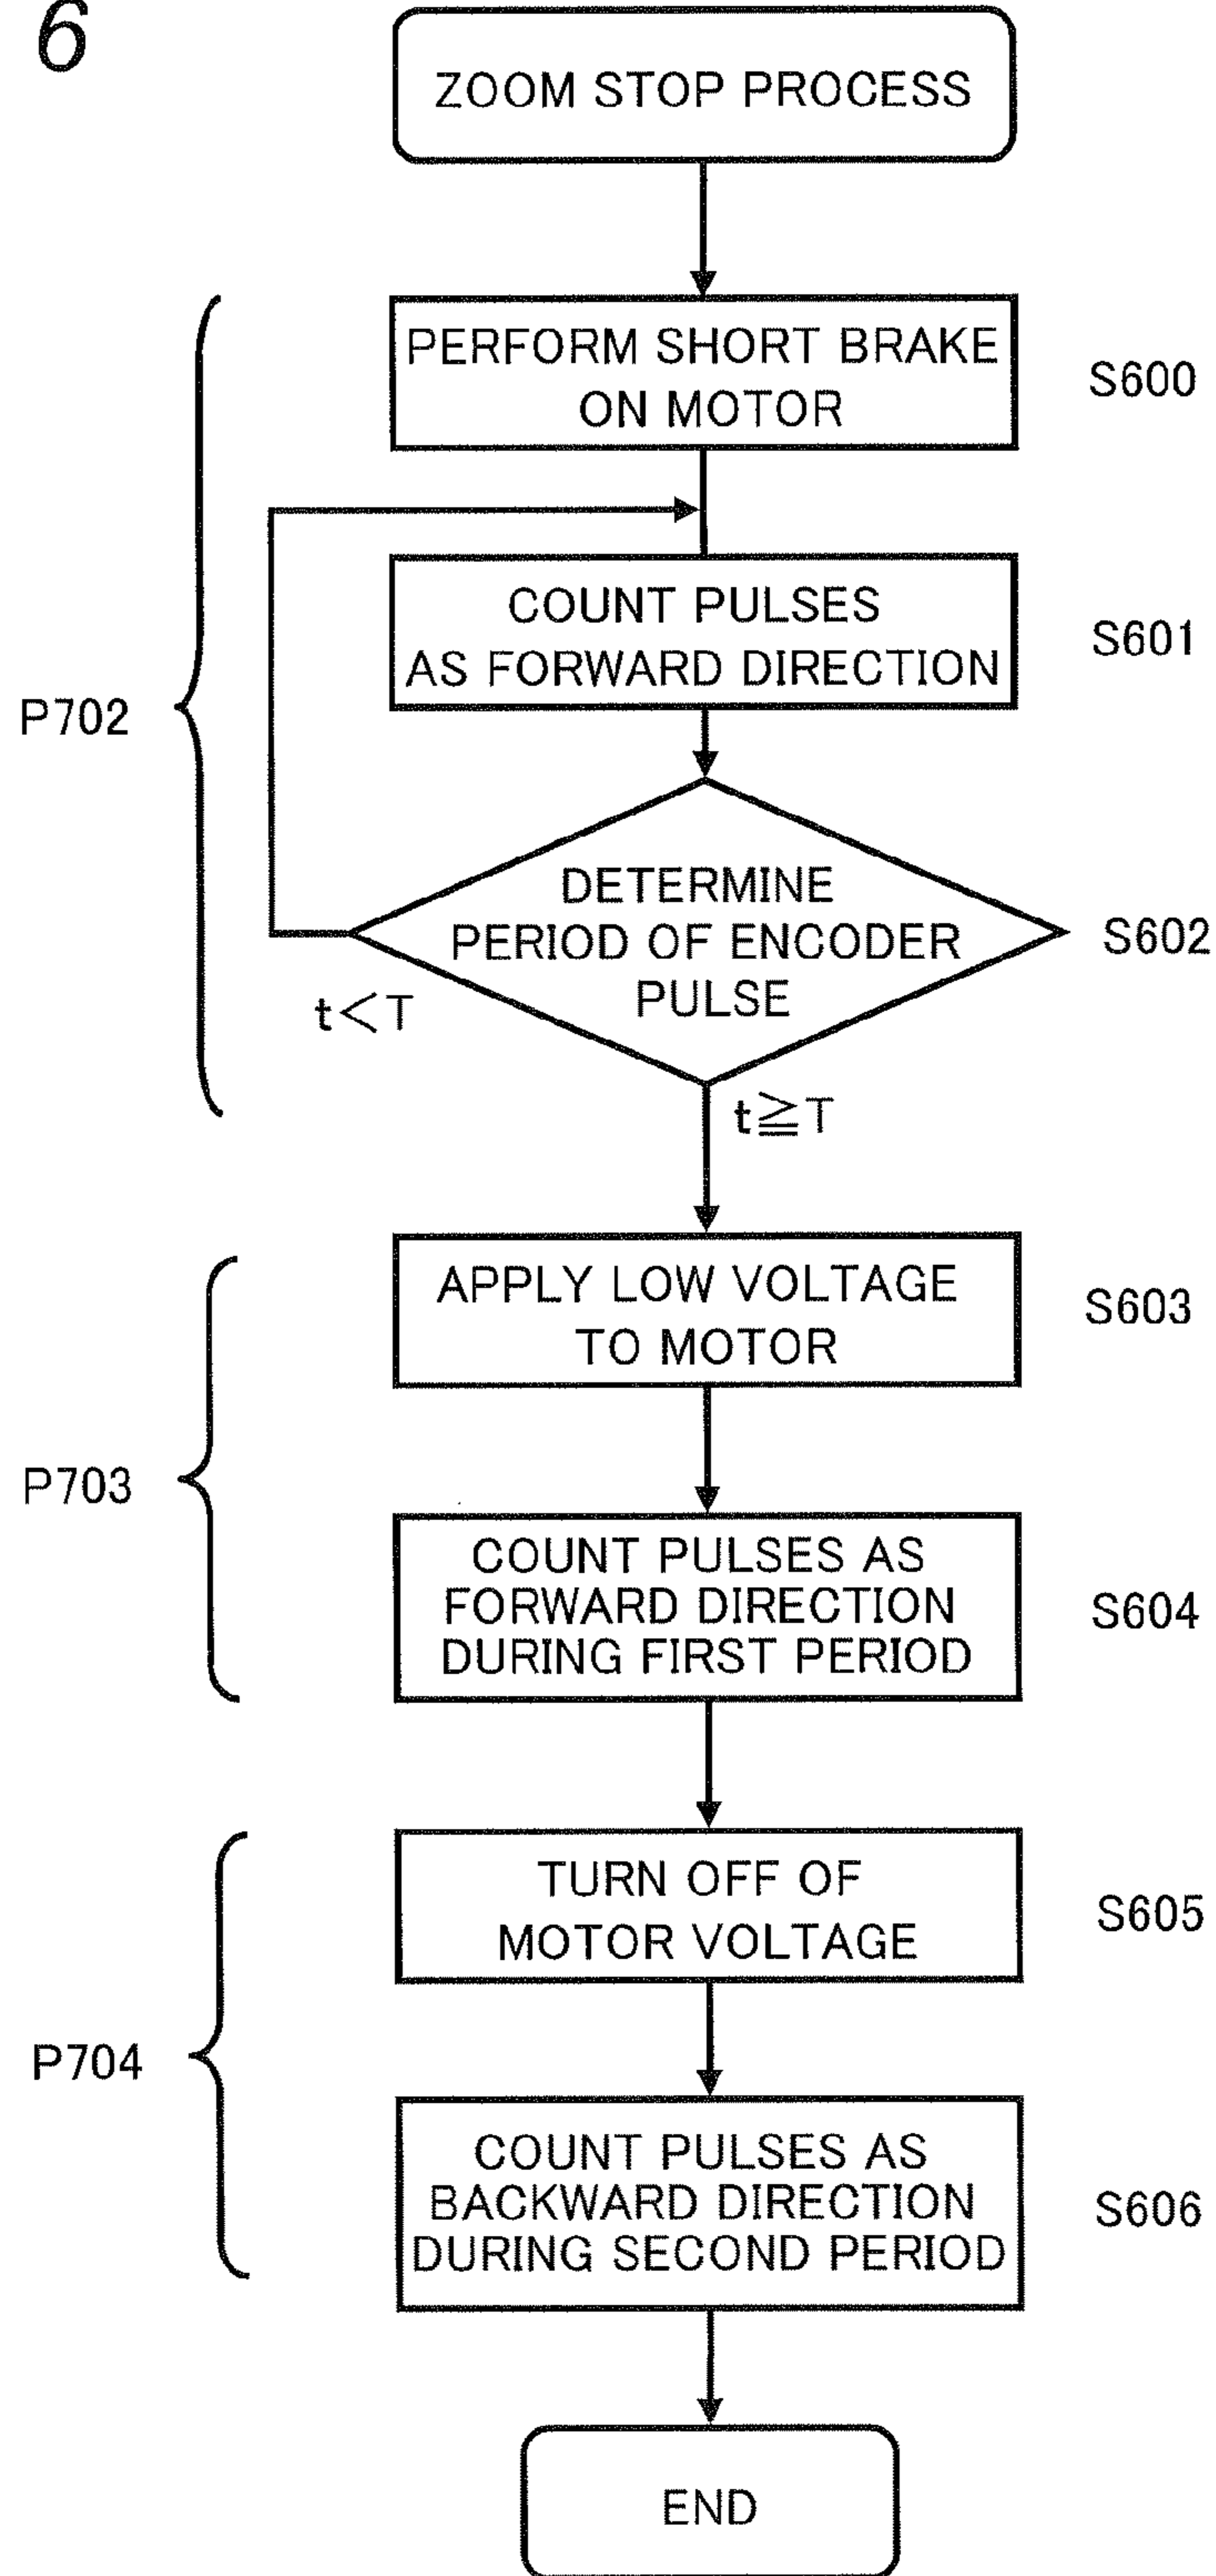 6
ZOOM STOP PROCESS
PERFORM SHORT BRAKE
ON MOTOR
S600
COUNT PULSES
AS FORWARD DIRECTION
S601
P702
DETERMINE
PERIOD OF ENCODER
PULSE
S602
t<T
t≧T
APPLY LOW VOLTAGE
TO MOTOR
S603
P703
COUNT PULSES AS
FORWARD DIRECTION
DURING FIRST PERIOD
S604
TURN OFF OF
MOTOR VOLTAGE
S605
P704
COUNT PULSES AS
BACKWARD DIRECTION
DURING SECOND PERIOD
S606
END